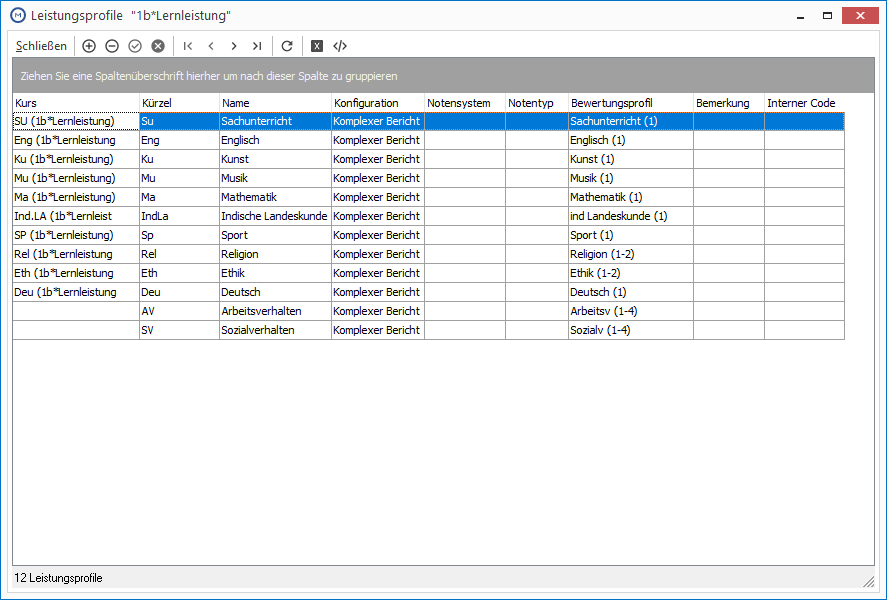 Leistungsprofile "1b*Lernleistung"
Schließen
Ziehen Sie eine Spaltenüberschrift hierher um nach dieser Spalte zu gruppieren
Kurs Kürzel Name Konfiguration Notensystem Notentyp Bewertungsprofil Bemerkung Interner Code
SU (1b*Lernleistung) Su Sachunterricht Komplexer Bericht Sachunterricht (1)
Eng (1b*Lernleistung Eng Englisch Komplexer Bericht Englisch (1)
Ku (1b*Lernleistung) Ku Kunst Komplexer Bericht Kunst (1)
Mu (1b*Lernleistung) Mu Musik Komplexer Bericht Musik (1)
Ma (1b*Lernleistung) Ma Mathematik Komplexer Bericht Mathematik (1)
Ind.LA (1b*Lernleist IndLa Indische Landeskunde Komplexer Bericht ind Landeskunde (1)
SP (1b*Lernleistung) Sp Sport Komplexer Bericht Sport (1)
Rel (1b*Lernleistung Rel Religion Komplexer Bericht Religion (1-2)
Eth (1b*Lernleistung Eth Ethik Komplexer Bericht Ethik (1-2)
Deu (1b*Lernleistung Deu Deutsch Komplexer Bericht Deutsch (1)
AV Arbeitsverhalten Komplexer Bericht Arbeitsv (1-4)
SV Sozialverhalten Komplexer Bericht Sozialv (1-4)
12 Leistungsprofile